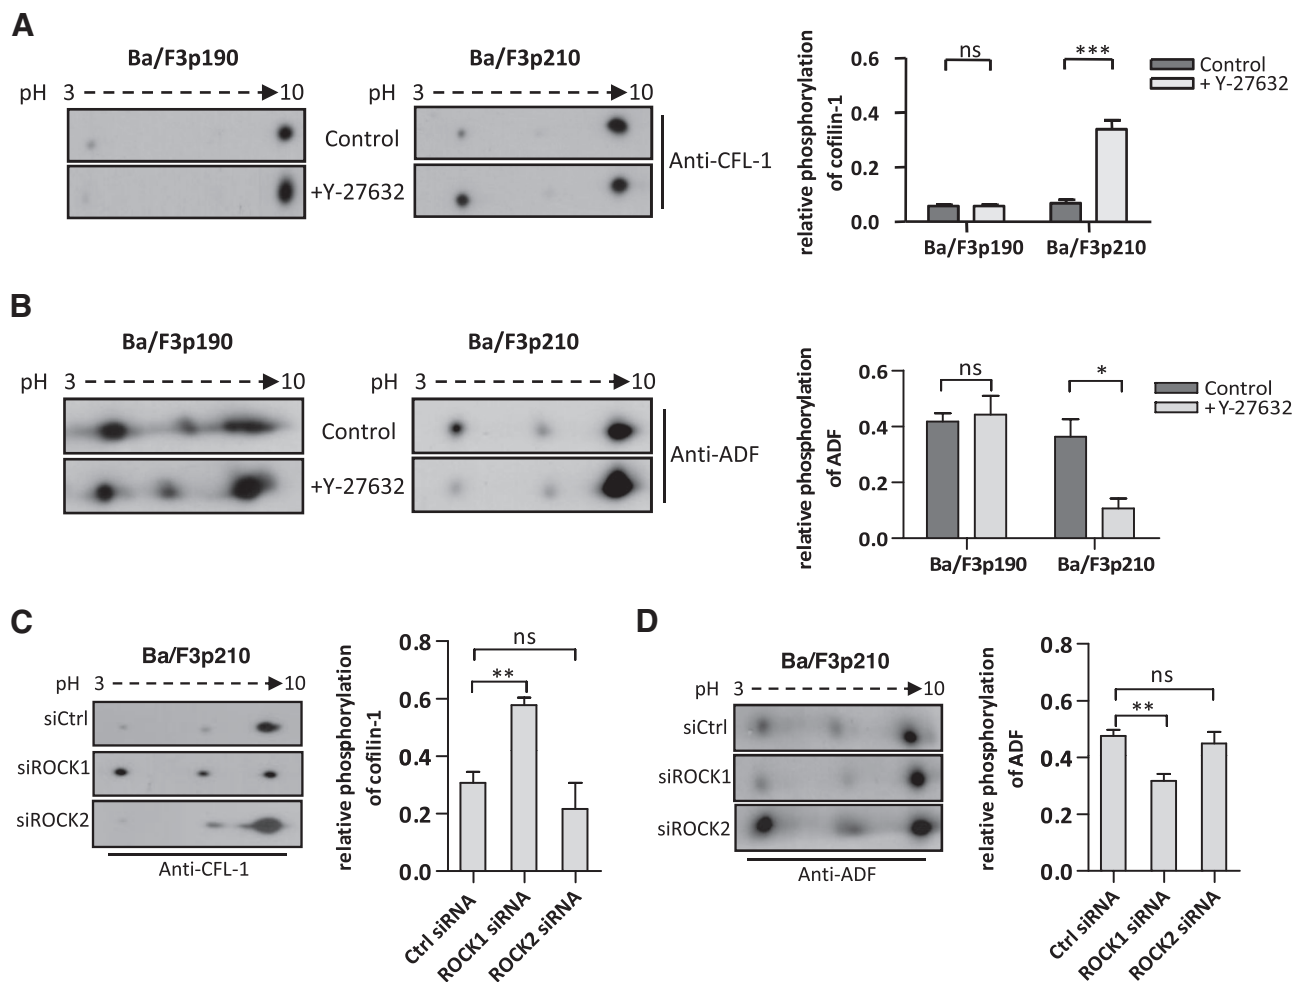 A
Ba/F3p190
Ba/F3p210
pH 3 10
pH 3 10
Control
+Y-27632
Anti-CFL-1
relative phosphorylation
of cofilin-1
0.6
0.4
0.2
0.0
ns
***
Control
+ Y-27632
Ba/F3p190
Ba/F3p210
B
Ba/F3p190
Ba/F3p210
pH 3 10
pH 3 10
Control
+Y-27632
Anti-ADF
relative phosphorylation
of ADF
0.6
0.4
0.2
0.0
ns
*
Control
+Y-27632
Ba/F3p190
Ba/F3p210
C
Ba/F3p210
pH 3 10
siCtrl
siROCK1
siROCK2
Anti-CFL-1
relative phosphorylation
of cofilin-1
0.8
0.6
0.4
0.2
0.0
ns
**
Ctrl siRNA
ROCK1 siRNA
ROCK2 siRNA
D
Ba/F3p210
pH 3 10
siCtrl
siROCK1
siROCK2
Anti-ADF
relative phosphorylation
of ADF
0.8
0.6
0.4
0.2
0.0
ns
**
Ctrl siRNA
ROCK1 siRNA
ROCK2 siRNA